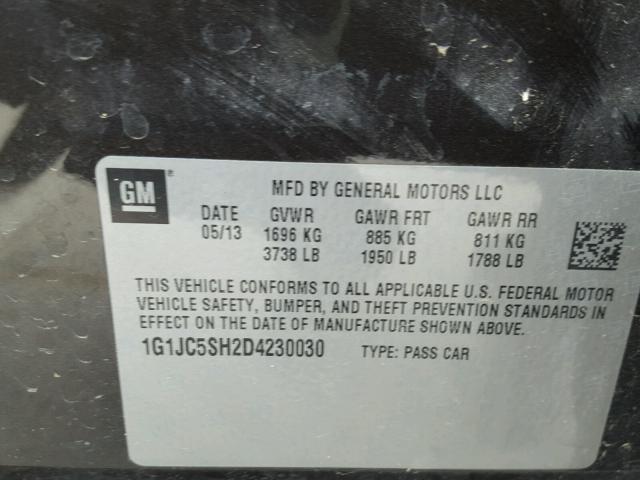 GM® MFD BY GENERAL MOTORS LLC
DATE GVWR GAWR FRT GAWR RR
05/13 1696 KG 885 KG 811 KG
3738 LB 1950 LB 1788 LB
THIS VEHICLE CONFORMS TO ALL APPLICABLE U.S. FEDERAL MOTOR
VEHICLE SAFETY, BUMPER, AND THEFT PREVENTION STANDARDS IN
EFFECT ON THE DATE OF MANUFACTURE SHOWN ABOVE.
1G1JC5SH2D4230030 TYPE: PASS CAR